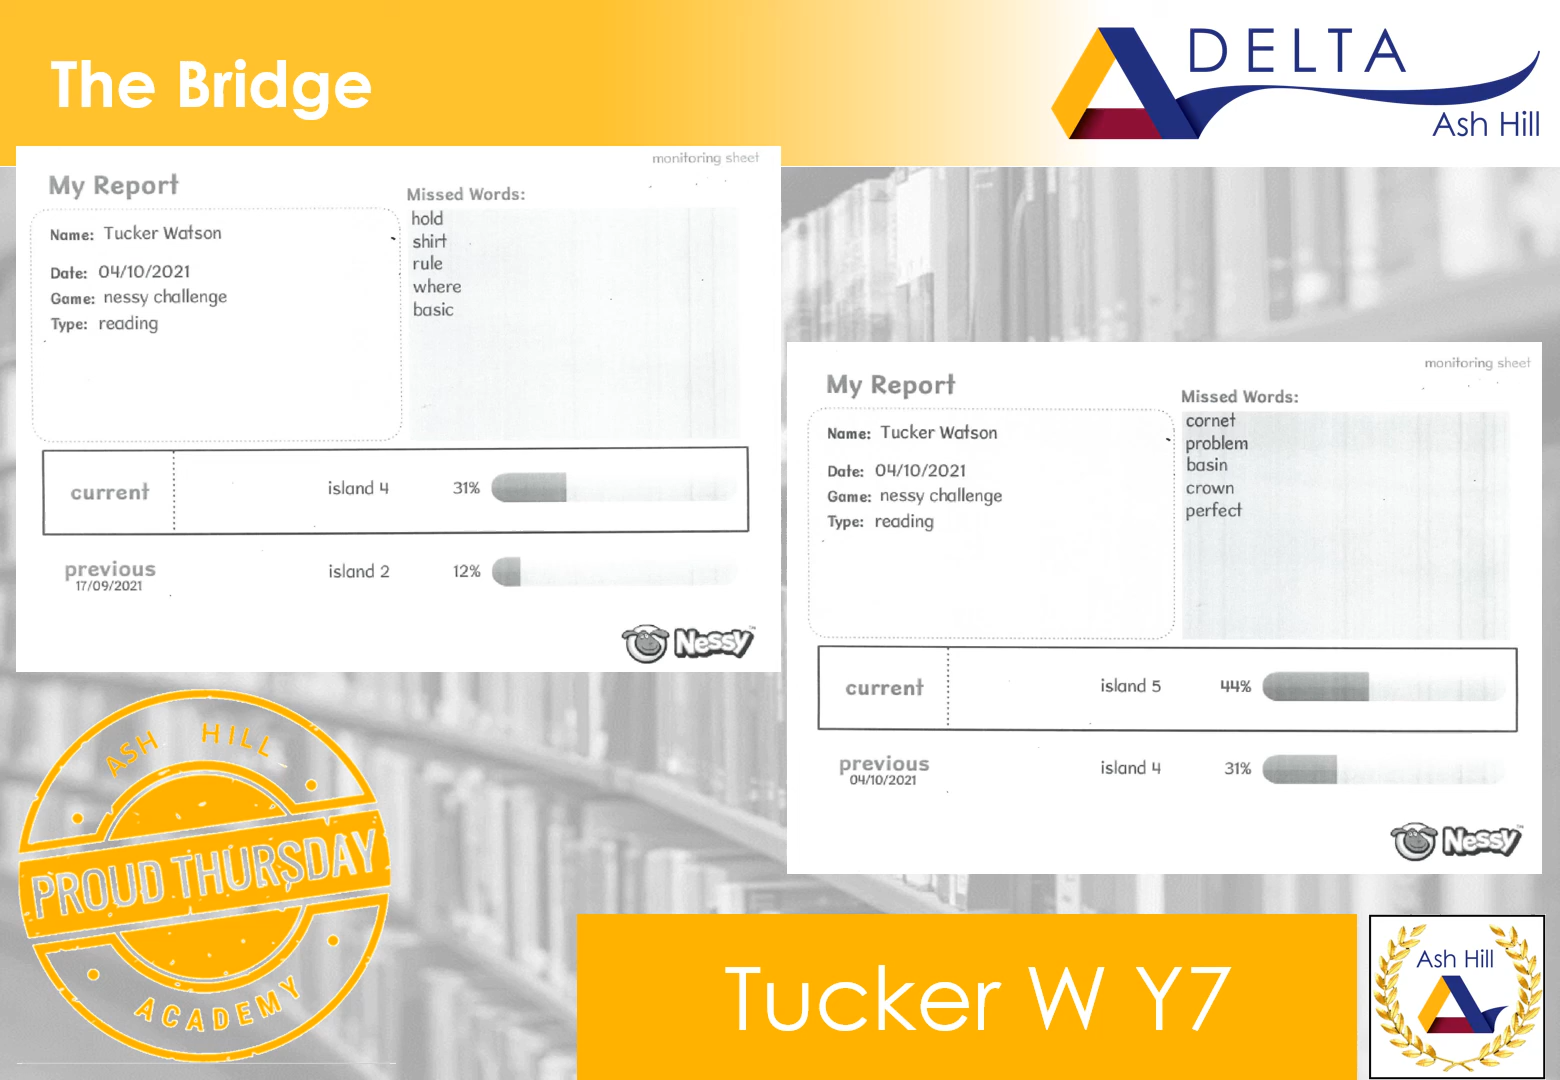 The Bridge
DELTA
Ash Hill
monitoring sheet
My Report
Missed Words:
Name: Tucker Watson
Date: 04/10/2021
Game: nessy challenge
Type: reading
hold
shirt
rule
where
basic
current island 4 31%
previous island 2 12%
17/09/2021
Nessy™
monitoring sheet
My Report
Missed Words:
Name: Tucker Watson
Date: 04/10/2021
Game: nessy challenge
Type: reading
cornet
problem
basin
crown
perfect
current island 5 44%
previous island 4 31%
04/10/2021
Nessy™
ASH HILL
PROUD THURSDAY
ACADEMY
Tucker W Y7
Ash Hill